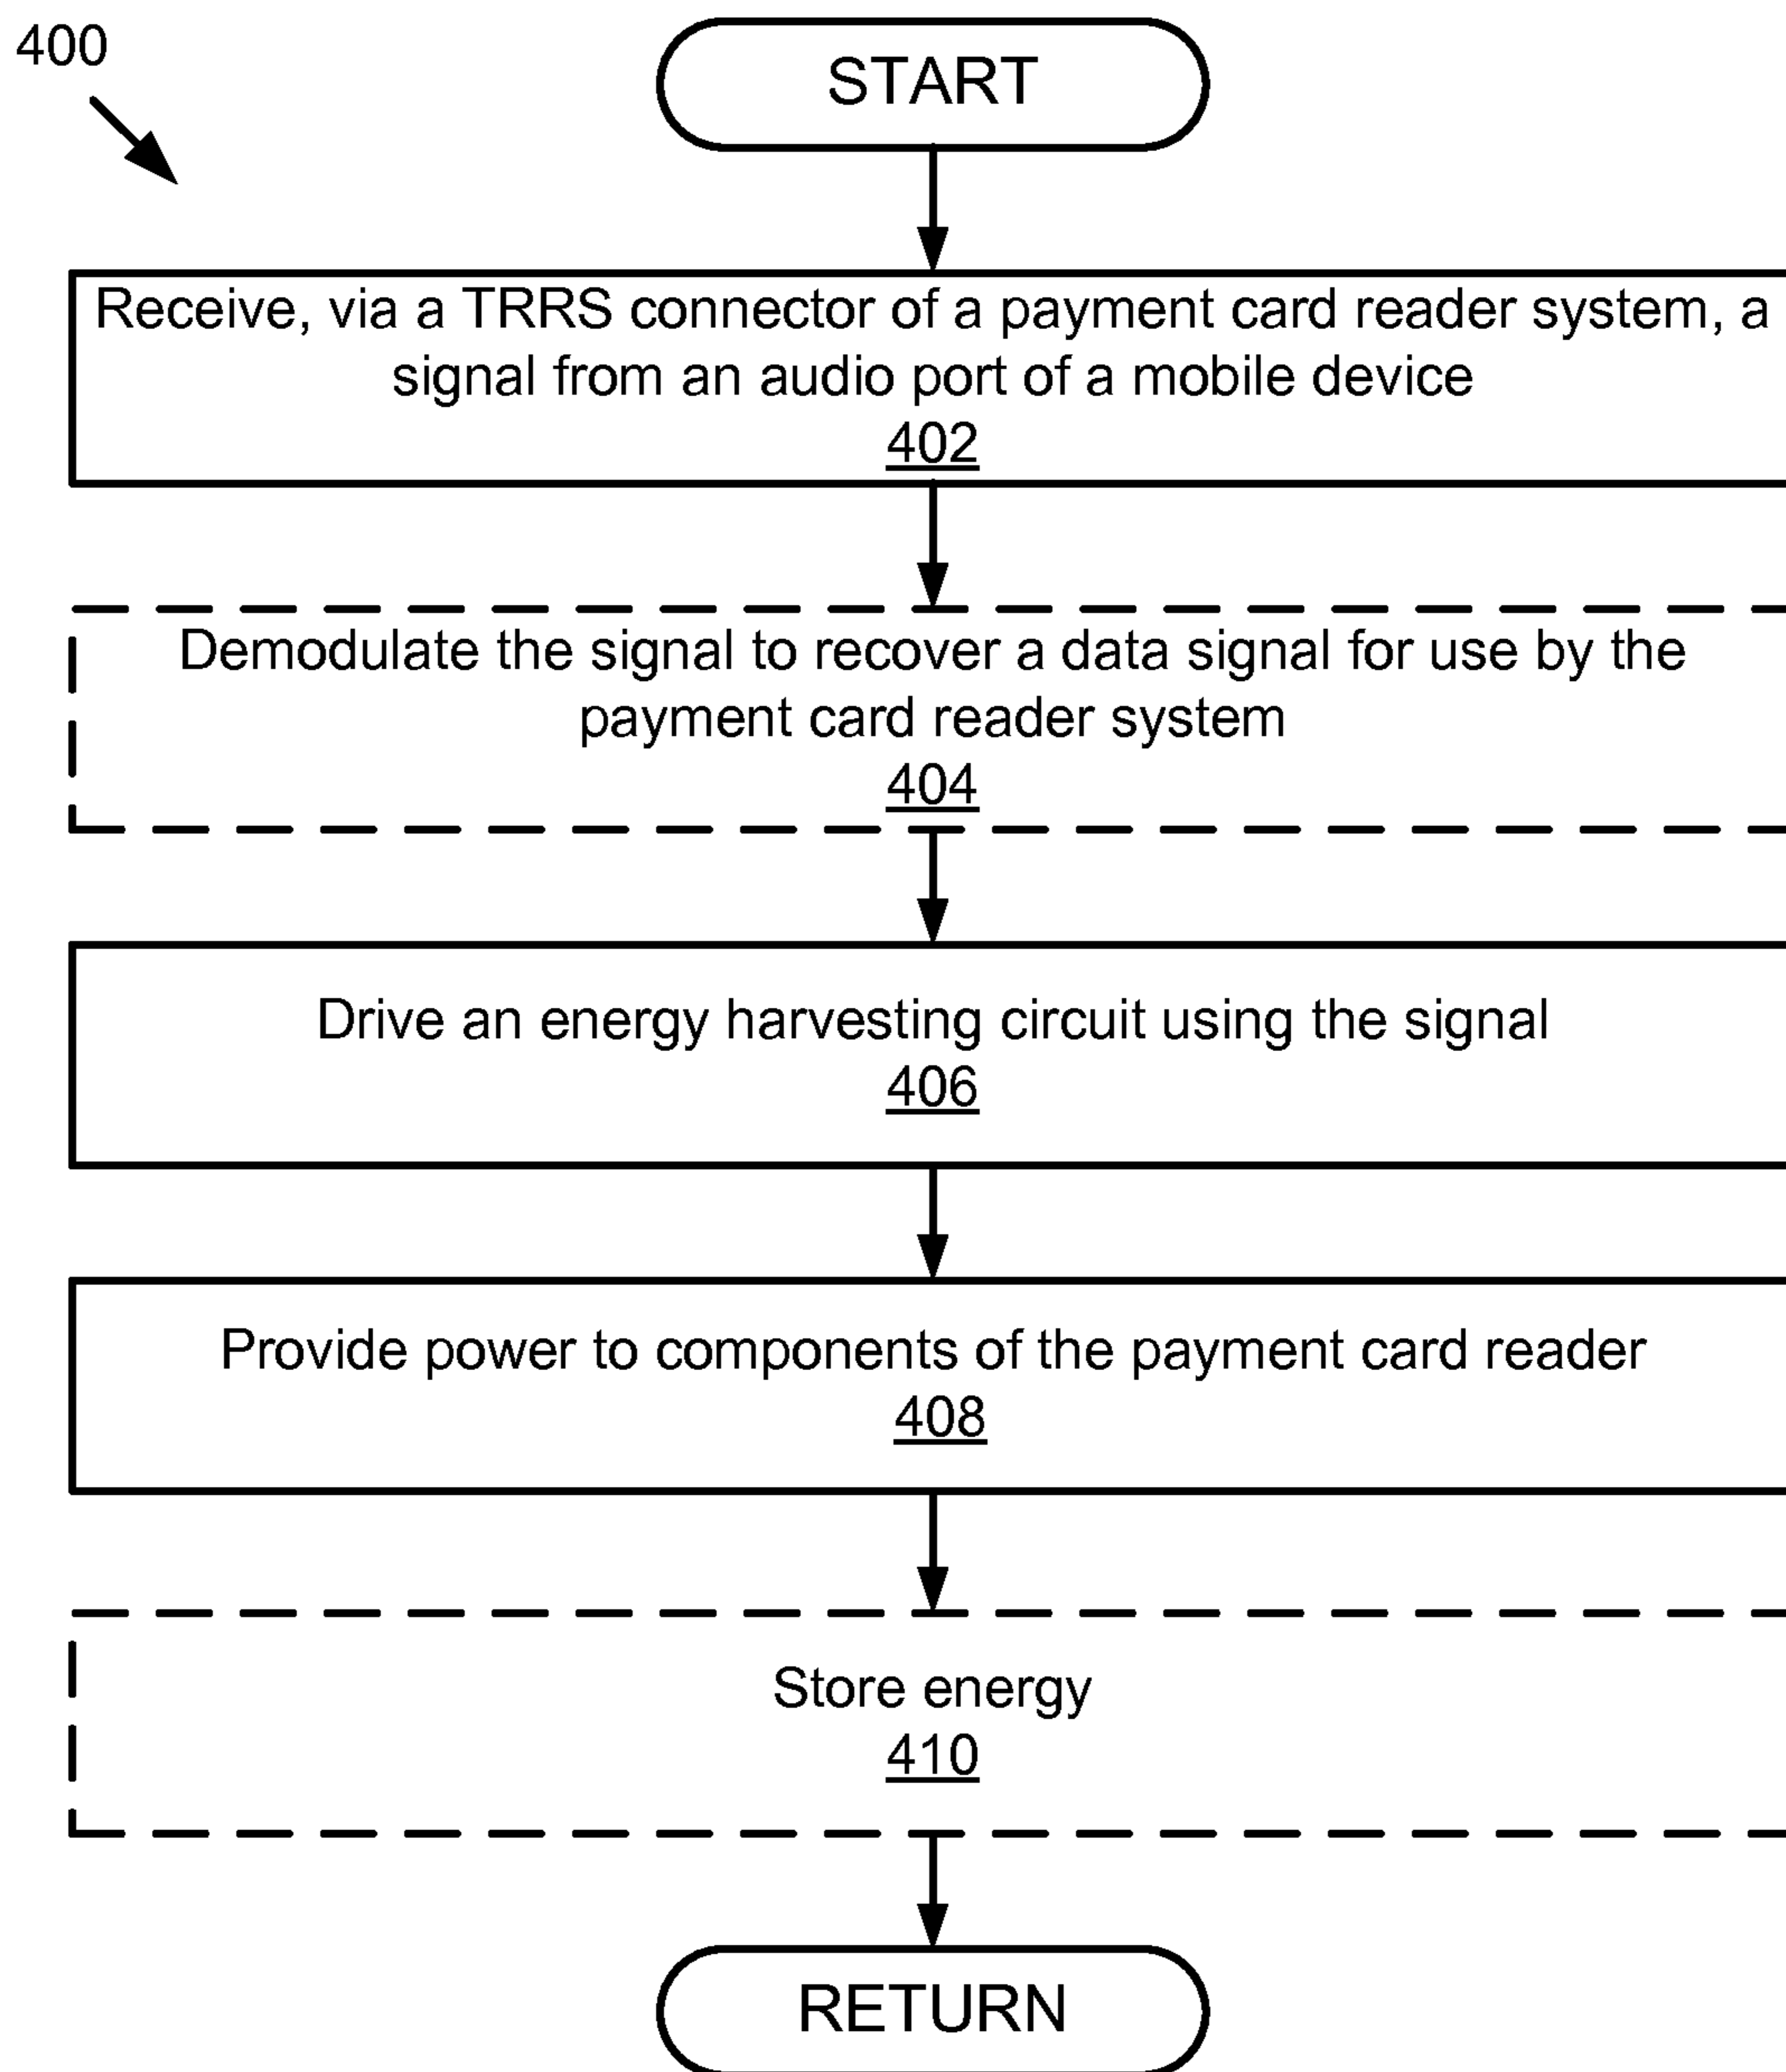 400
START
Receive, via a TRRS connector of a payment card reader system, a
signal from an audio port of a mobile device
402
Demodulate the signal to recover a data signal for use by the
payment card reader system
404
Drive an energy harvesting circuit using the signal
406
Provide power to components of the payment card reader
408
Store energy
410
RETURN